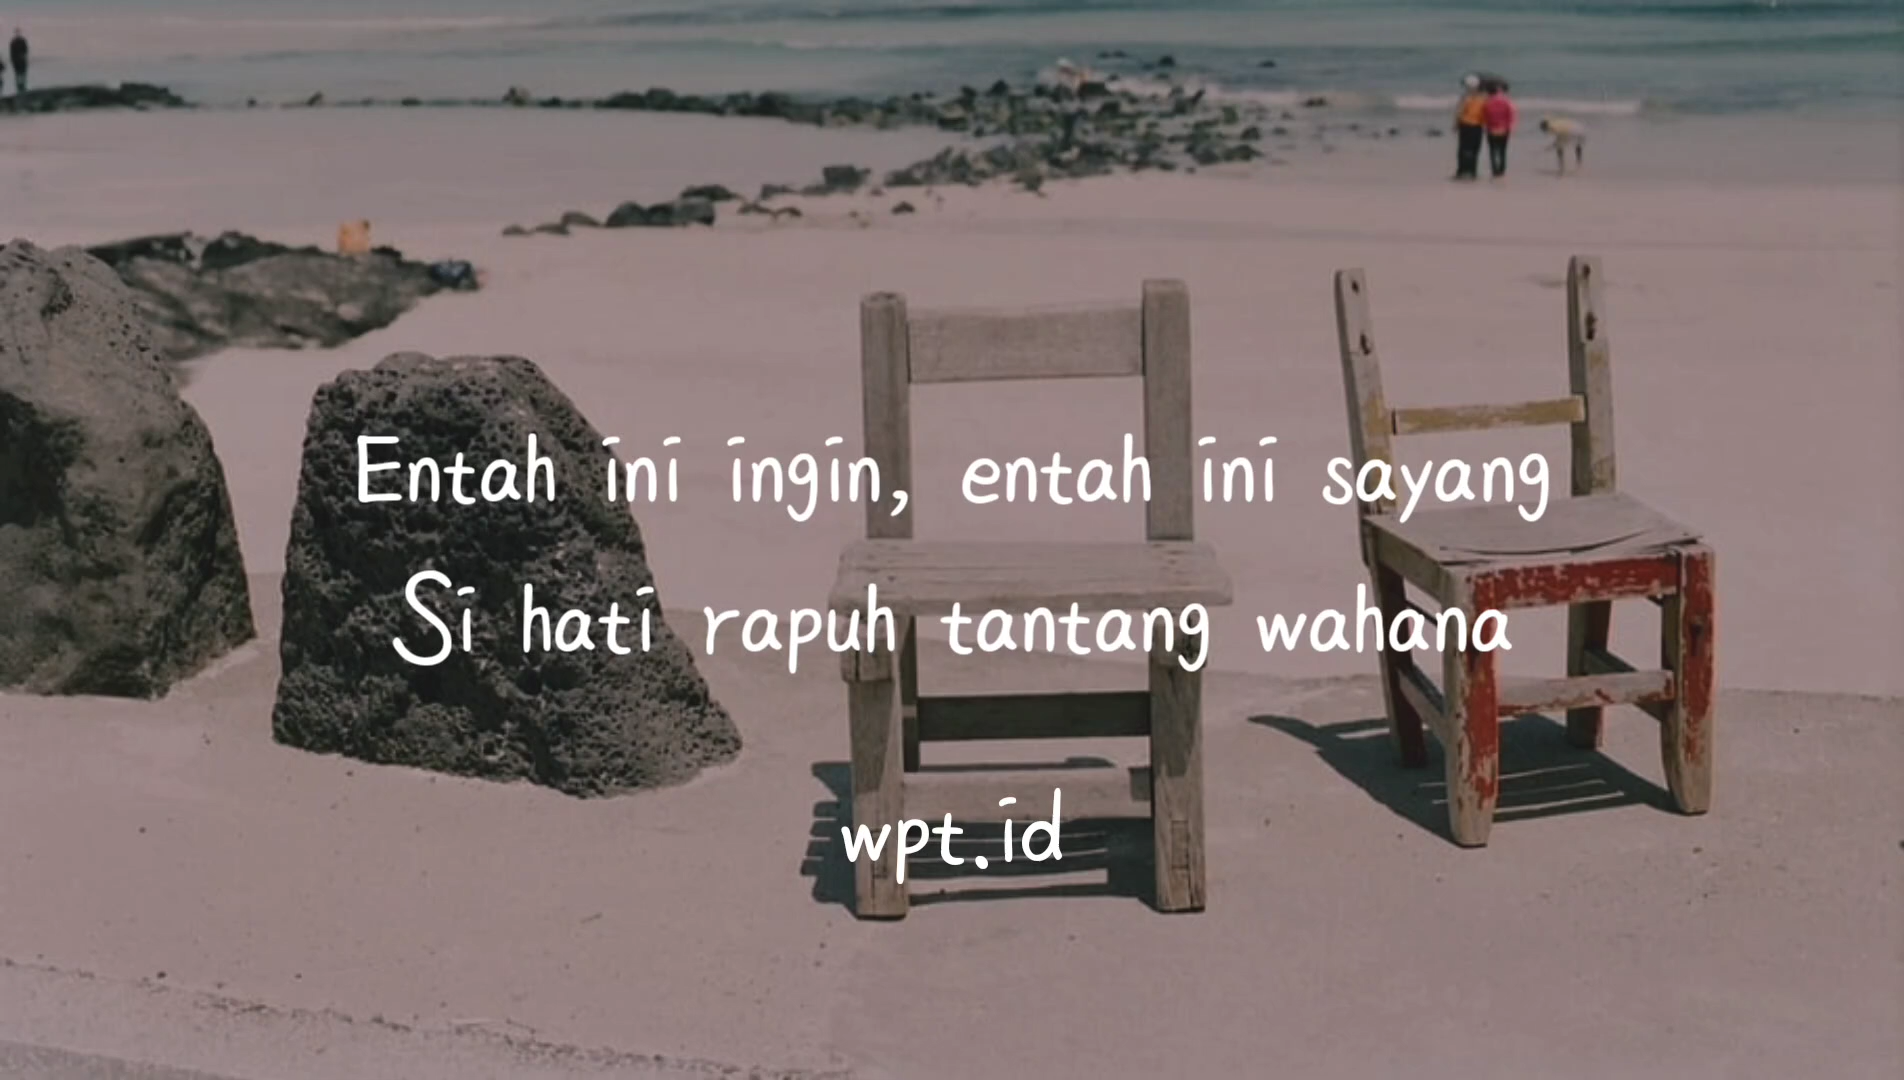 Entah ini ingin, entah ini sayang
Si hati rapuh tantang wahana
wpt.id